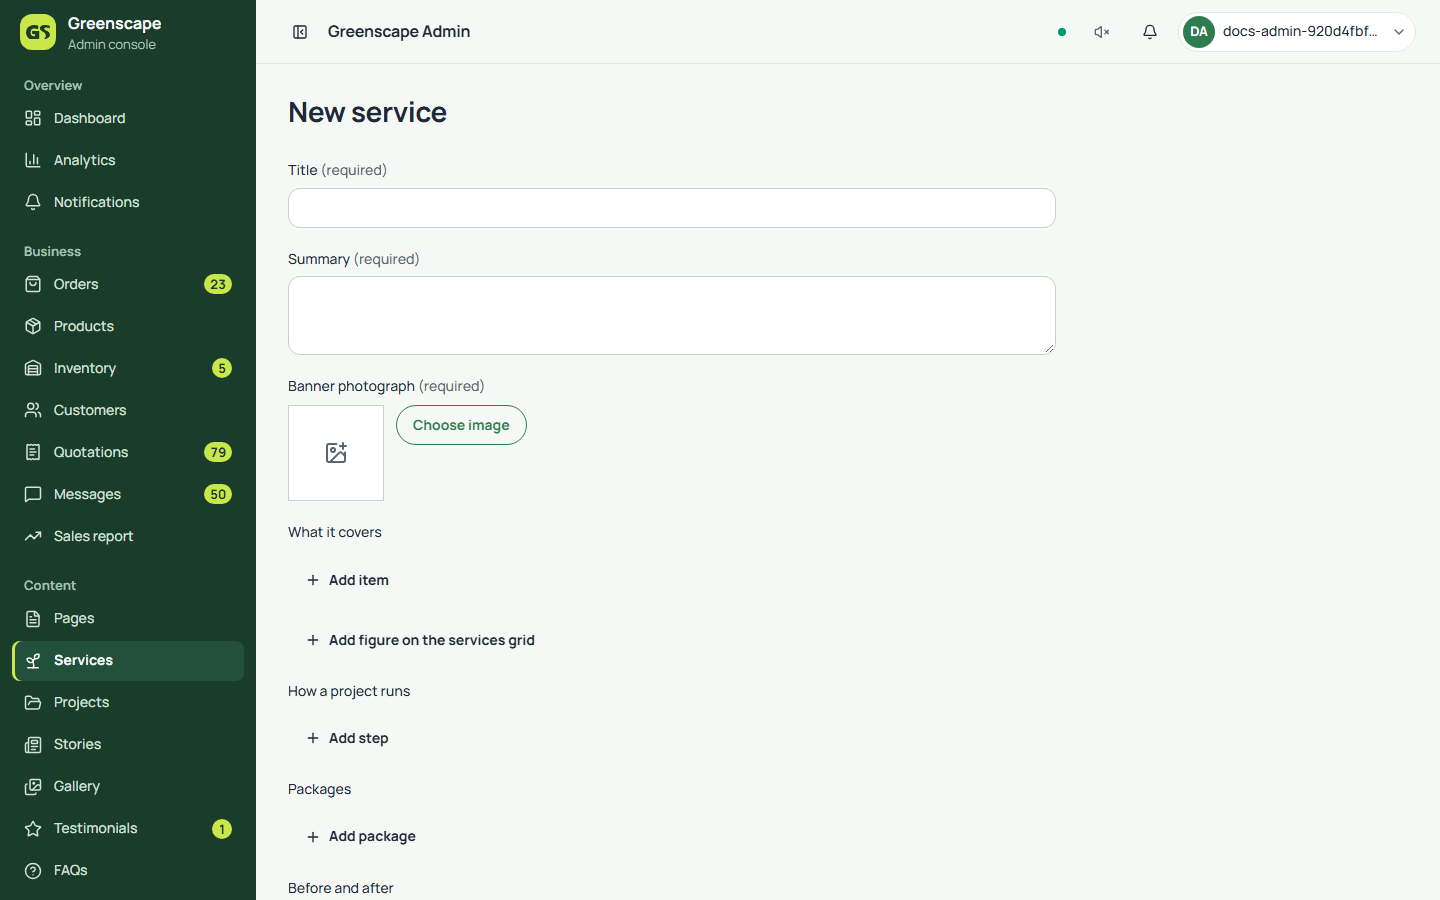 GS
Greenscape
Admin console
Overview
Dashboard
Analytics
Notifications
Business
Orders 23
Products
Inventory 5
Customers
Quotations 79
Messages 50
Sales report
Content
Pages
Services
Projects
Stories
Gallery
Testimonials 1
FAQs
Greenscape Admin
DA docs-admin-920d4fbf...
New service
Title (required)
Summary (required)
Banner photograph (required)
Choose image
What it covers
Add item
Add figure on the services grid
How a project runs
Add step
Packages
Add package
Before and after